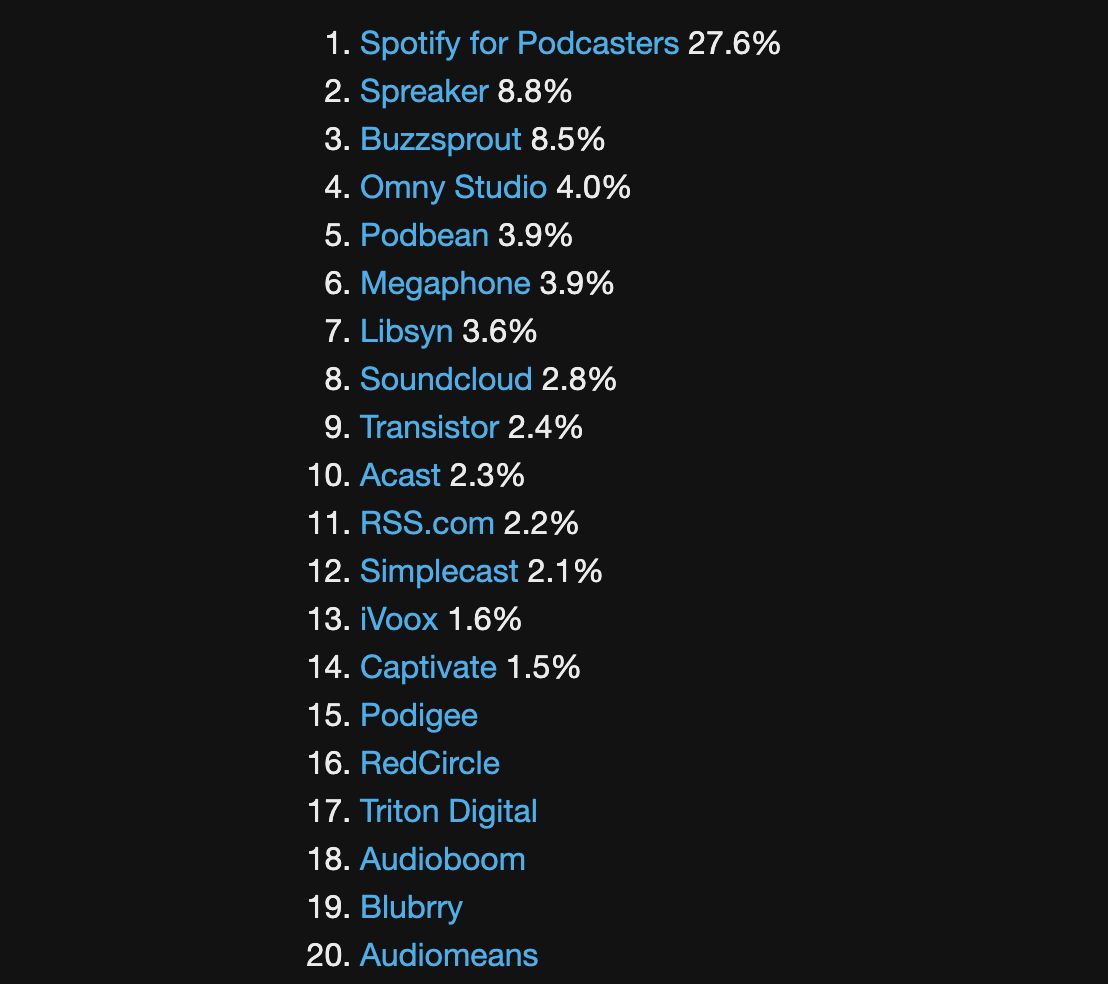 1. Spotify for Podcasters 27.6%
2. Spreaker 8.8%
3. Buzzsprout 8.5%
4. Omny Studio 4.0%
5. Podbean 3.9%
6. Megaphone 3.9%
7. Libsyn 3.6%
8. Soundcloud 2.8%
9. Transistor 2.4%
10. Acast 2.3%
11. RSS.com 2.2%
12. Simplecast 2.1%
13. iVoox 1.6%
14. Captivate 1.5%
15. Podigee
16. RedCircle
17. Triton Digital
18. Audioboom
19. Blubrry
20. Audiomeans